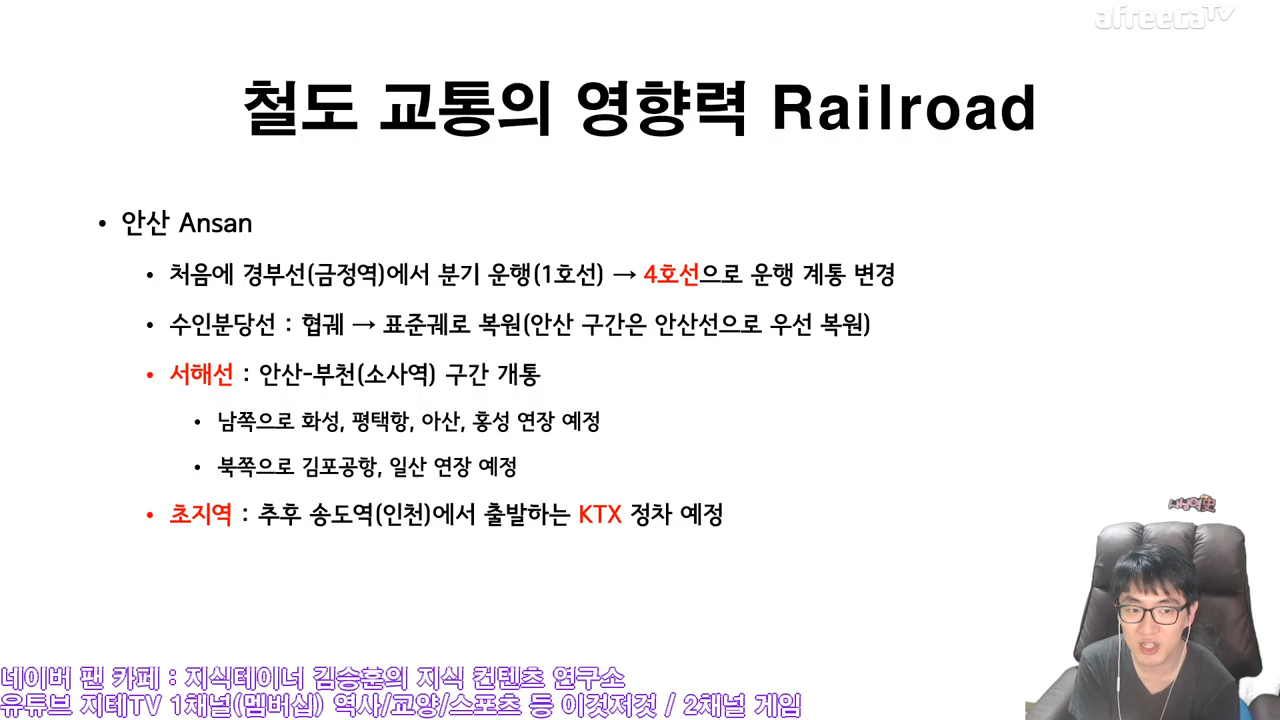 afreecaTV
철도 교통의 영향력 Railroad
• 안산 Ansan
• 처음에 경부선(금정역)에서 분기 운행(1호선) → 4호선으로 운행 계통 변경
• 수인분당선 : 협궤 → 표준궤로 복원(안산 구간은 안산선으로 우선 복원)
• 서해선 : 안산-부천(소사역) 구간 개통
• 남쪽으로 화성, 평택항, 아산, 홍성 연장 예정
• 북쪽으로 김포공항, 일산 연장 예정
• 초지역 : 추후 송도역(인천)에서 출발하는 KTX 정차 예정
네이버 팬 카페 : 지식테이너 김승훈의 지식 컨텐츠 연구소
유튜브 지테TV 1채널(멤버십) 역사/교양/스포츠 등 이것저것 / 2채널 게임